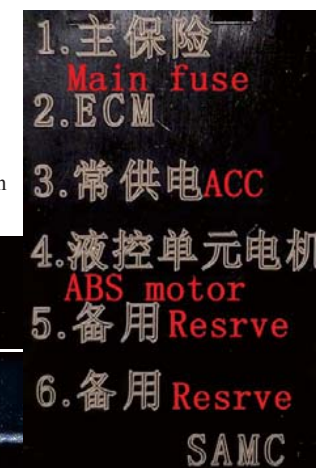 1.主保险
Main fuse
2.ECM
n
3.常供电ACC
4.液控单元电机
ABS motor
5.备用Resrve
6.备用Resrve
SAMC